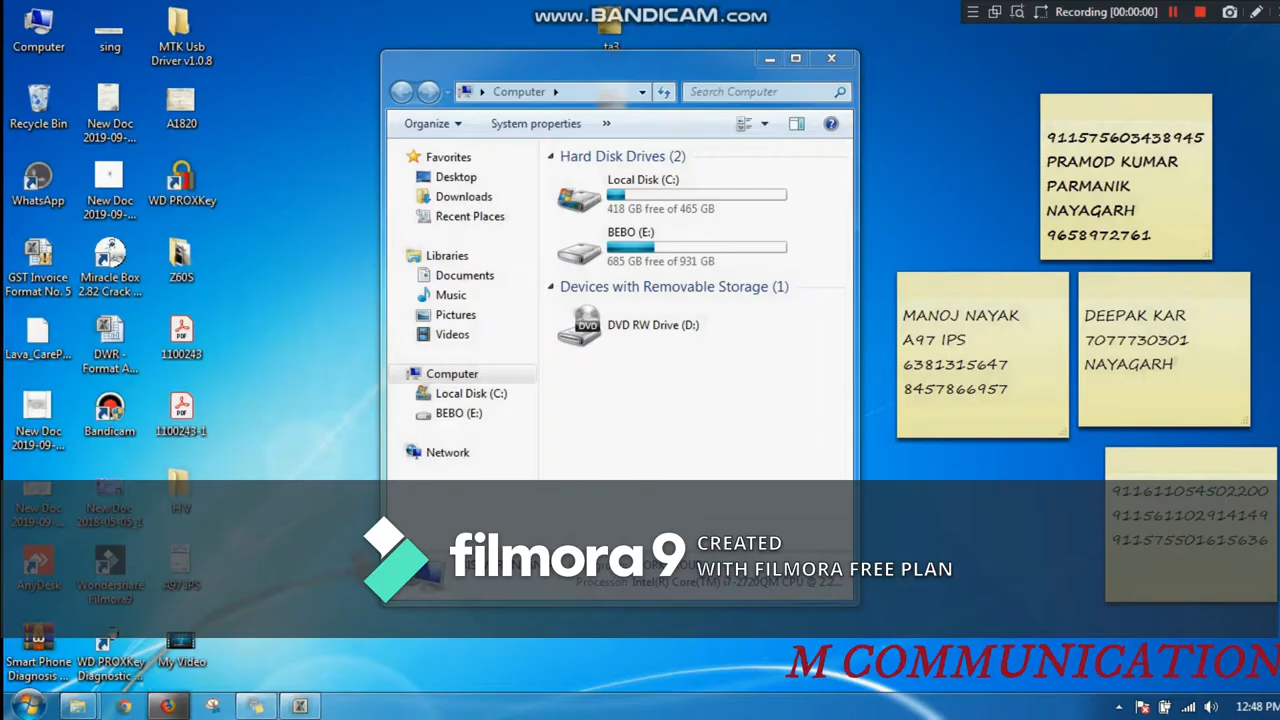 www.BANDICAM.com
Recording [00:00:00]
Computer
sing
MTK Usb
Driver v1.0.8
ta3
Recycle Bin
New Doc
2019-09-...
A1820
WhatsApp
New Doc
2019-09-...
WD PROXKey
GST Invoice
Format No. 5
Miracle Box
2.82 Crack ...
Z60S
Lava_CareP...
DWR -
Format A...
1100243
New Doc
2019-09-...
Bandicam
1100243-1
New Doc
2019-09-...
New Doc
2018-05-05_1
AnyDesk
Wondershare
Filmora9
A97 IPS
Smart Phone
Diagnosis ...
WD PROXKey
Diagnostic ...
My Video
Computer
Search Computer
Organize
System properties
»
Favorites
Desktop
Downloads
Recent Places
Libraries
Documents
Music
Pictures
Videos
Computer
Local Disk (C:)
BEBO (E:)
Network
Hard Disk Drives (2)
Local Disk (C:)
418 GB free of 465 GB
BEBO (E:)
685 GB free of 931 GB
Devices with Removable Storage (1)
DVD
DVD RW Drive (D:)
Processor: Intel(R) Core(TM) i7-2720QM CPU @ 2.2...
911575603438945
PRAMOD KUMAR
PARMANIK
NAYAGARH
9658972761
MANOJ NAYAK
A97 IPS
6381315647
8457866957
DEEPAK KAR
7077730301
NAYAGARH
911611054502200
911561102914149
911575501615636
filmora9 CREATED
WITH FILMORA FREE PLAN
M COMMUNICATION
12:48 PM